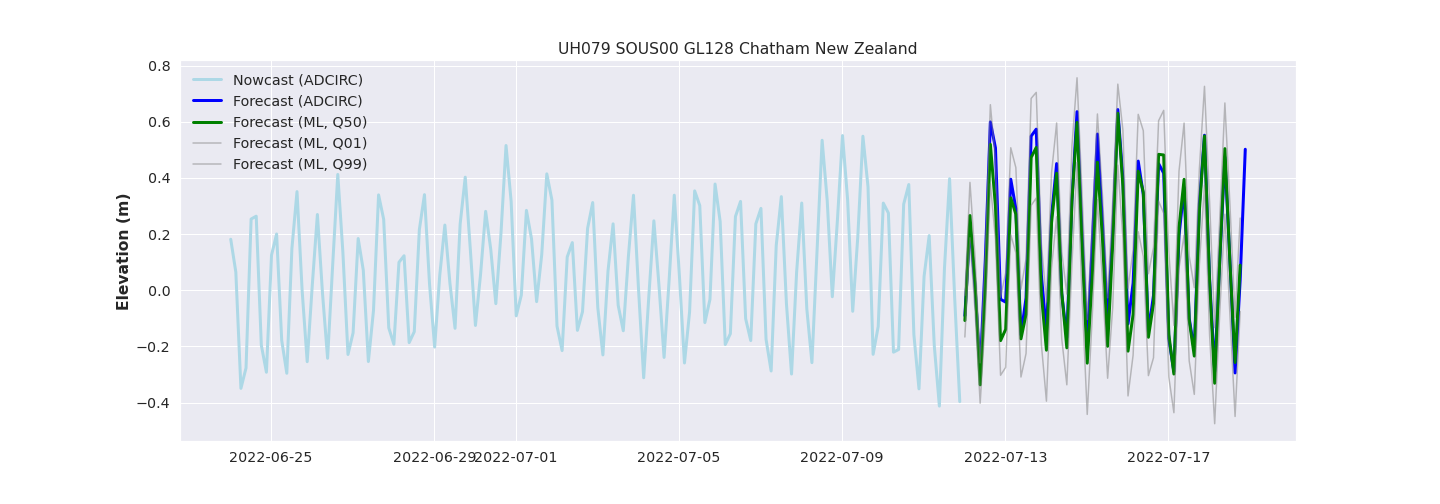 UH079 SOUS00 GL128 Chatham New Zealand
0.8
0.6
0.4
0.2
0.0
−0.2
−0.4
Elevation (m)
Nowcast (ADCIRC)
Forecast (ADCIRC)
Forecast (ML, Q50)
Forecast (ML, Q01)
Forecast (ML, Q99)
2022-06-25 2022-06-29 2022-07-01 2022-07-05 2022-07-09 2022-07-13 2022-07-17